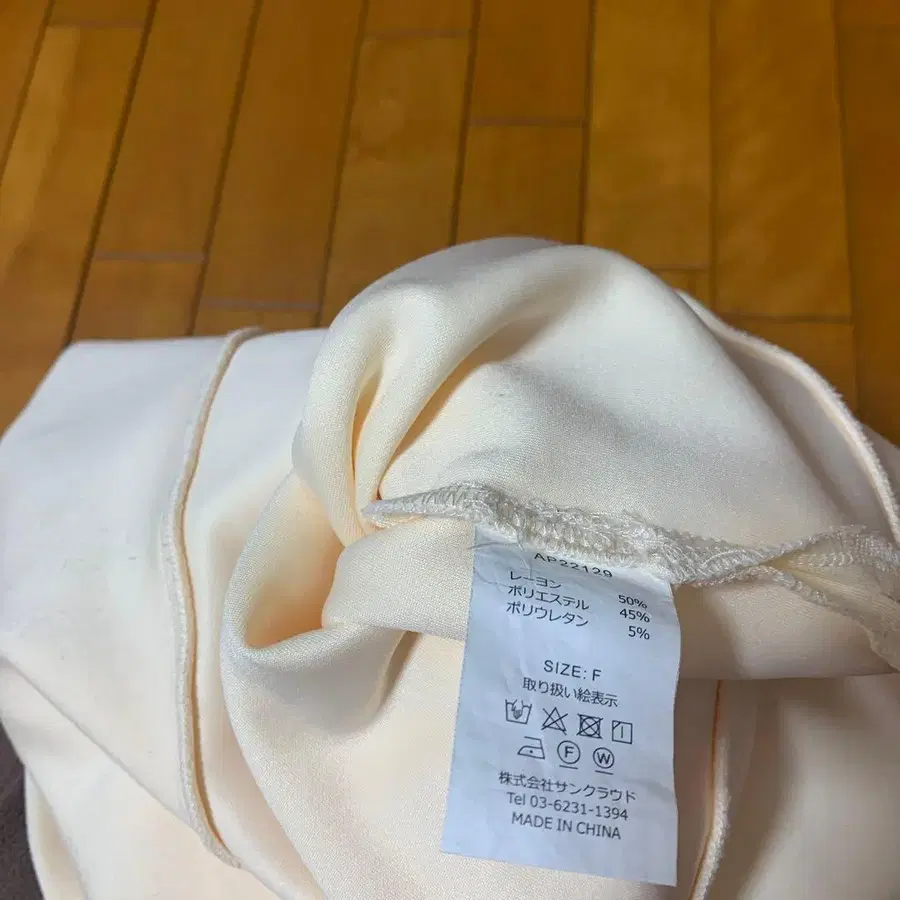 AP22129
レーヨン 50%
ポリエステル 45%
ポリウレタン 5%
SIZE: F
取り扱い絵表示
F W
株式会社サンクラウド
Tel 03-6231-1394
MADE IN CHINA